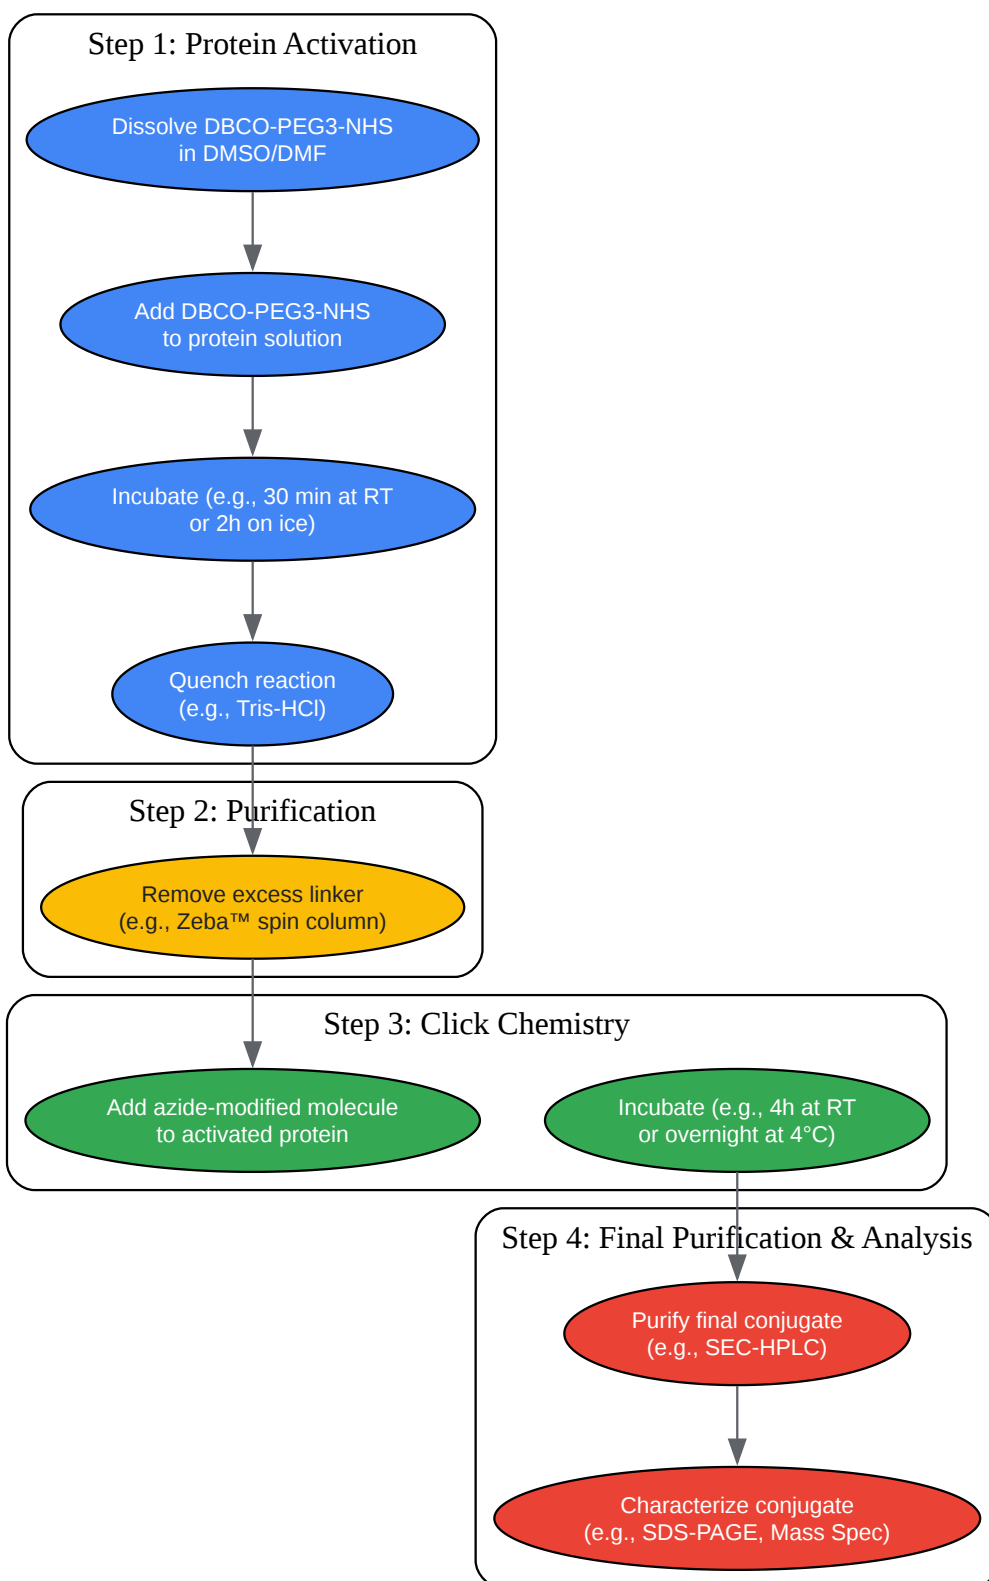 Step 1: Protein Activation
Dissolve DBCO-PEG3-NHS
in DMSO/DMF
Add DBCO-PEG3-NHS
to protein solution
Incubate (e.g., 30 min at RT
or 2h on ice)
Quench reaction
(e.g., Tris-HCl)
Step 2: Purification
Remove excess linker
(e.g., Zeba™ spin column)
Step 3: Click Chemistry
Add azide-modified molecule
to activated protein
Incubate (e.g., 4h at RT
or overnight at 4°C)
Step 4: Final Purification & Analysis
Purify final conjugate
(e.g., SEC-HPLC)
Characterize conjugate
(e.g., SDS-PAGE, Mass Spec)